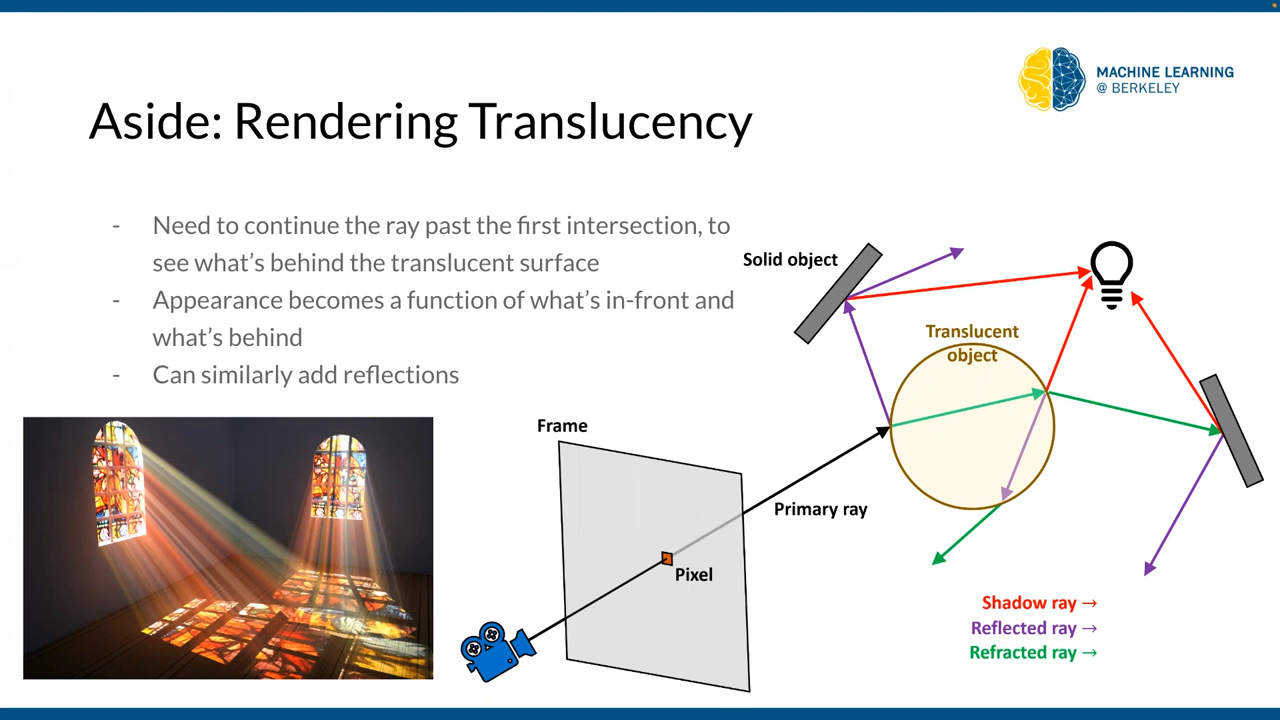 MACHINE LEARNING
@ BERKELEY
Aside: Rendering Translucency
- Need to continue the ray past the first intersection, to
see what's behind the translucent surface
- Appearance becomes a function of what's in-front and
what's behind
- Can similarly add reflections
Solid object
Translucent
object
Frame
Primary ray
Pixel
Shadow ray →
Reflected ray →
Refracted ray →